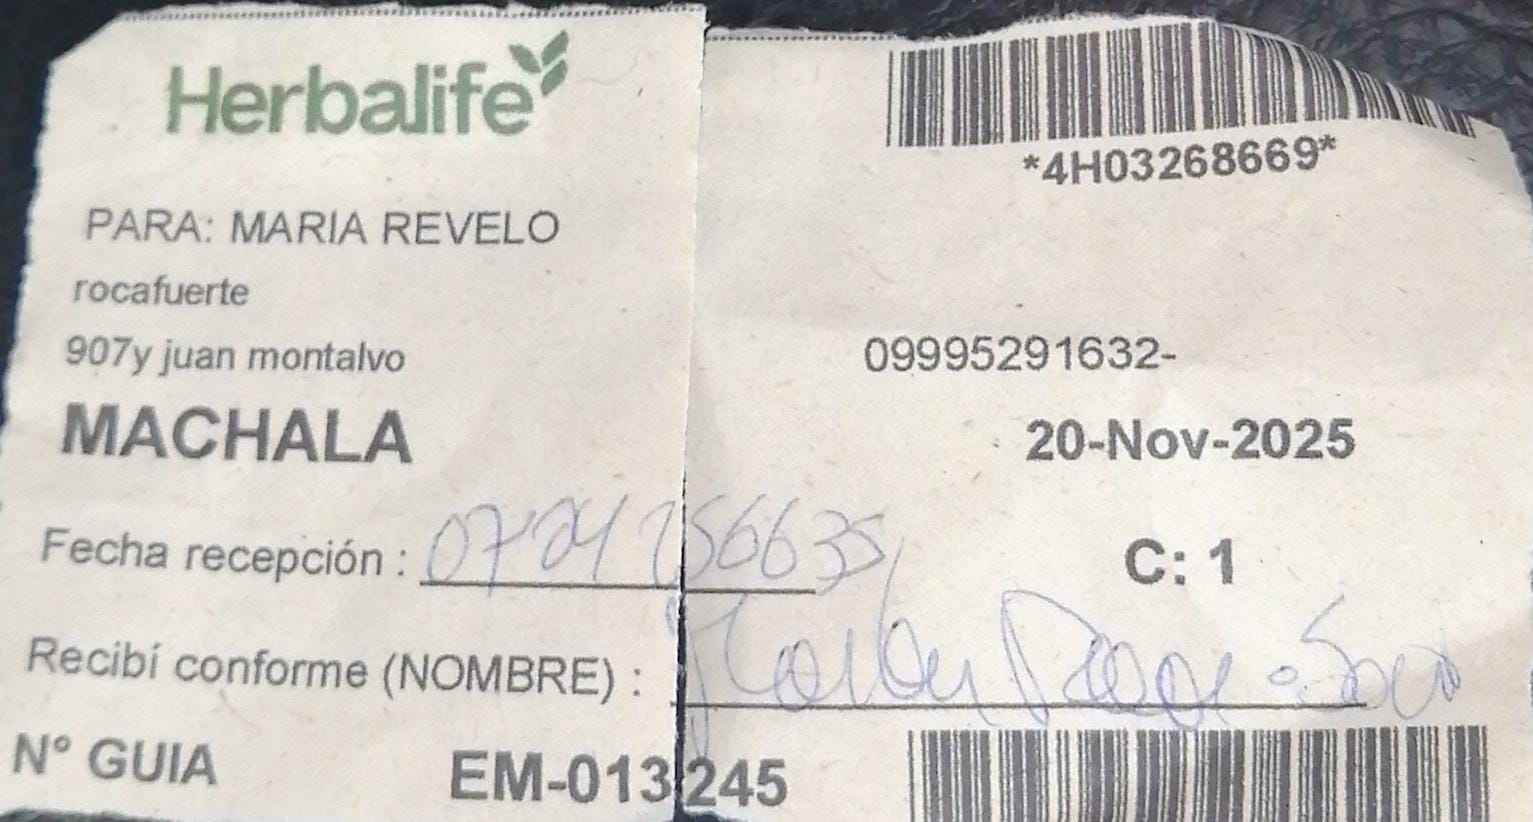 Herbalife
*4H03268669*
PARA: MARIA REVELO
rocafuerte
907y juan montalvo
09995291632-
MACHALA
20-Nov-2025
Fecha recepción :
C: 1
Recibí conforme (NOMBRE) :
N° GUIA EM-013245